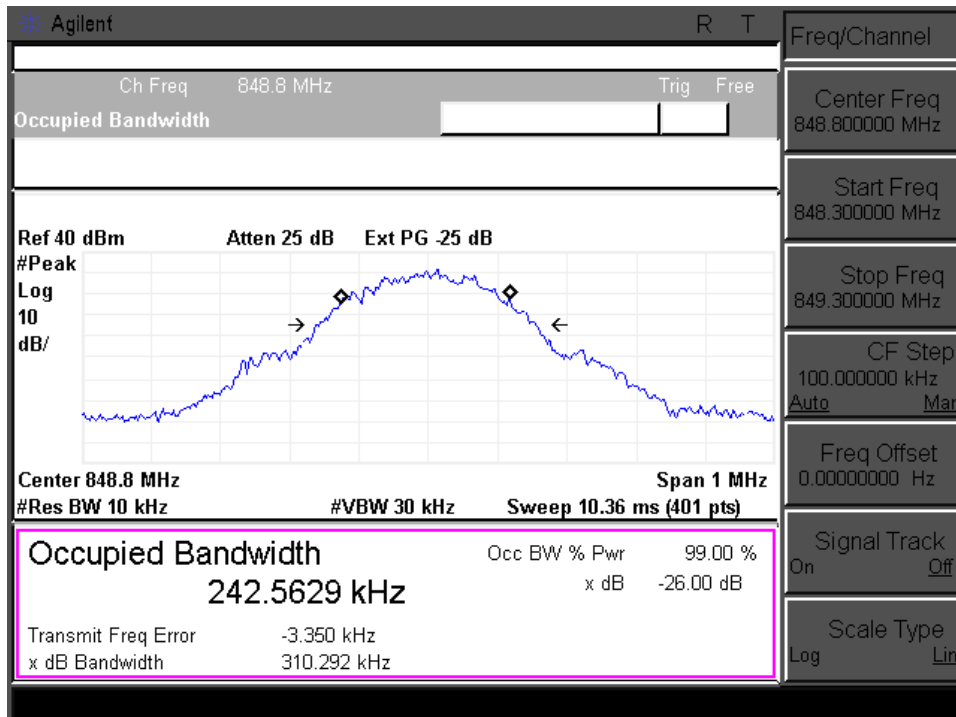 Agilent R T
Freq/Channel
Ch Freq 848.8 MHz Trig Free
Occupied Bandwidth
Center Freq
848.800000 MHz
Start Freq
848.300000 MHz
Ref 40 dBm Atten 25 dB Ext PG -25 dB
#Peak
Log
10
dB/
Stop Freq
849.300000 MHz
CF Step
100.000000 kHz
Auto Man
Freq Offset
0.00000000 Hz
Center 848.8 MHz Span 1 MHz
#Res BW 10 kHz #VBW 30 kHz Sweep 10.36 ms (401 pts)
Occupied Bandwidth Occ BW % Pwr 99.00 %
242.5629 kHz x dB -26.00 dB
Transmit Freq Error -3.350 kHz
x dB Bandwidth 310.292 kHz
Signal Track
On Off
Scale Type
Log Lin